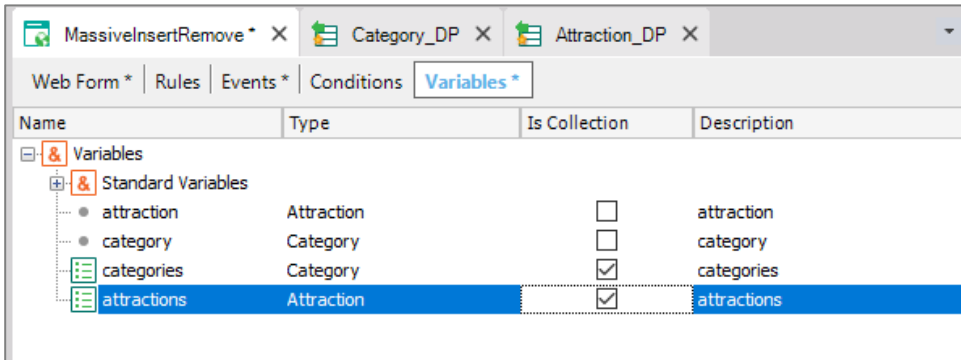 MassiveInsertRemove * X Category_DP X Attraction_DP X
Web Form * Rules Events * Conditions Variables *
Name Type Is Collection Description
& Variables
& Standard Variables
attraction Attraction attraction
category Category category
categories Category categories
attractions Attraction attractions